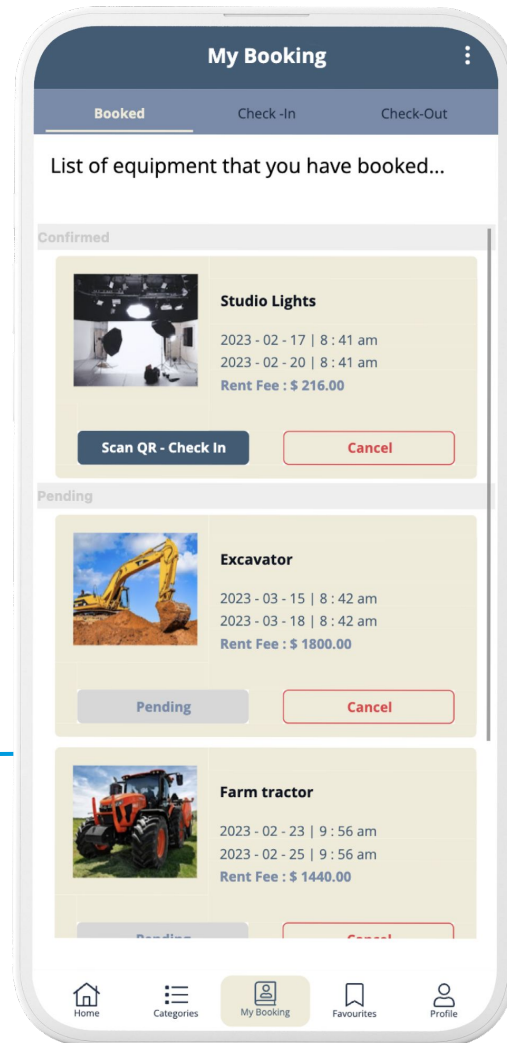 My Booking
Booked Check -In Check-Out
List of equipment that you have booked...
Confirmed
Studio Lights
2023 - 02 - 17 | 8 : 41 am
2023 - 02 - 20 | 8 : 41 am
Rent Fee : $ 216.00
Scan QR - Check In Cancel
Pending
Excavator
2023 - 03 - 15 | 8 : 42 am
2023 - 03 - 18 | 8 : 42 am
Rent Fee : $ 1800.00
Pending Cancel
Farm tractor
2023 - 02 - 23 | 9 : 56 am
2023 - 02 - 25 | 9 : 56 am
Rent Fee : $ 1440.00
Pending Cancel
Home Categories My Booking Favourites Profile